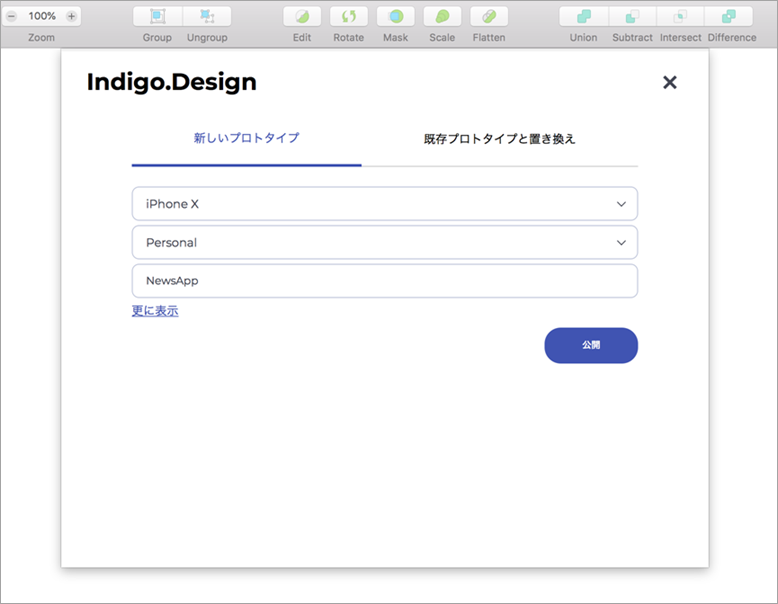 100%
Zoom
Group Ungroup
Edit Rotate Mask Scale Flatten
Union Subtract Intersect Difference
Indigo.Design
新しいプロトタイプ 既存プロトタイプと置き換え
iPhone X
Personal
NewsApp
更に表示
公開